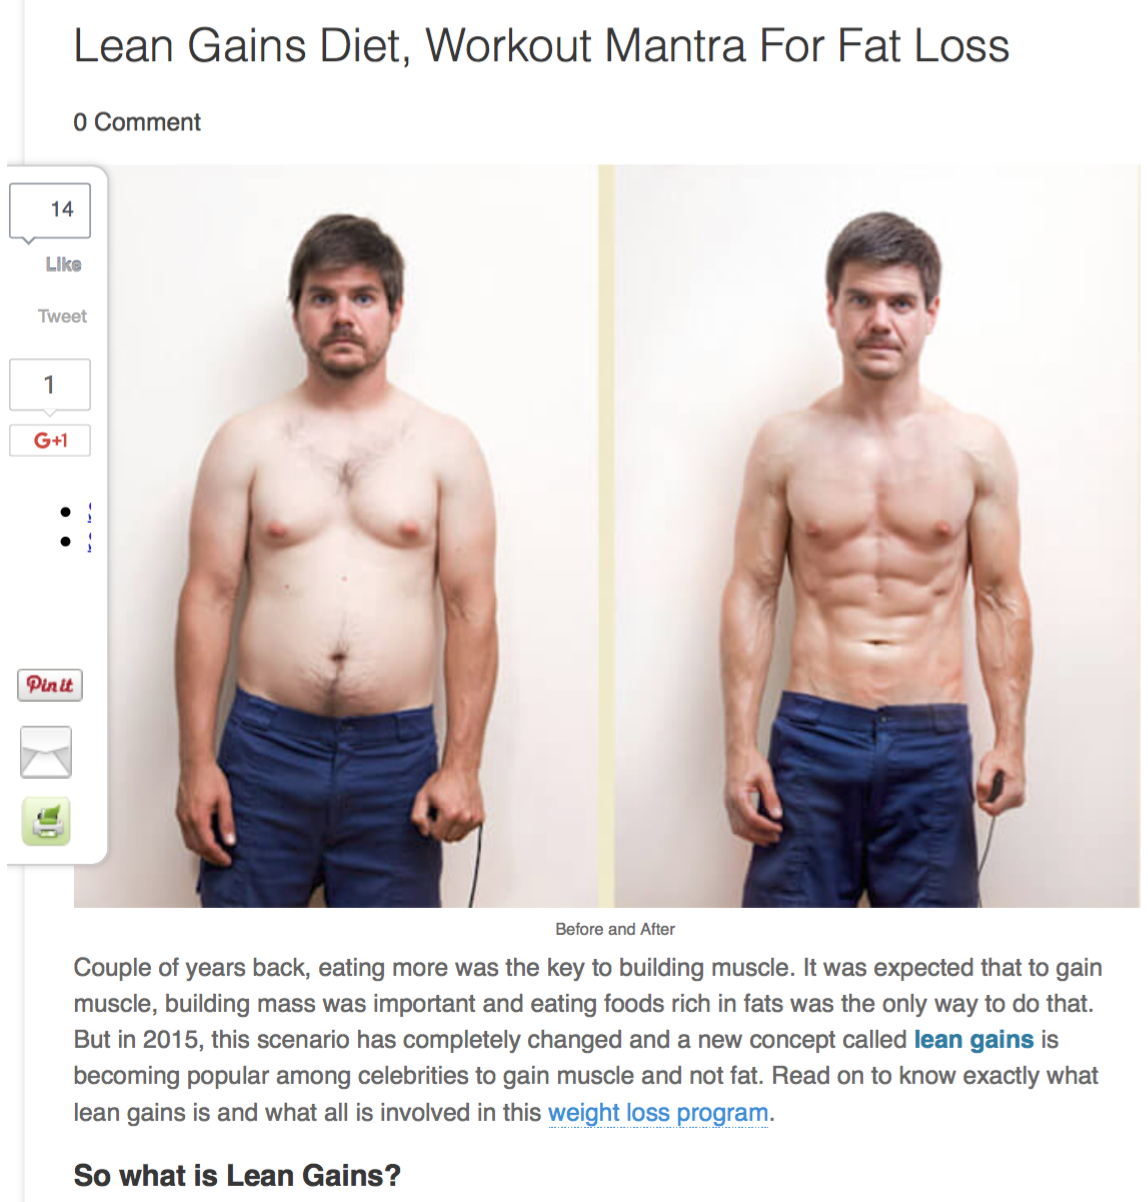 Lean Gains Diet, Workout Mantra For Fat Loss
0 Comment
14
Like
Tweet
1
G+1
Pin it
Before and After
Couple of years back, eating more was the key to building muscle. It was expected that to gain
muscle, building mass was important and eating foods rich in fats was the only way to do that.
But in 2015, this scenario has completely changed and a new concept called lean gains is
becoming popular among celebrities to gain muscle and not fat. Read on to know exactly what
lean gains is and what all is involved in this weight loss program.
So what is Lean Gains?